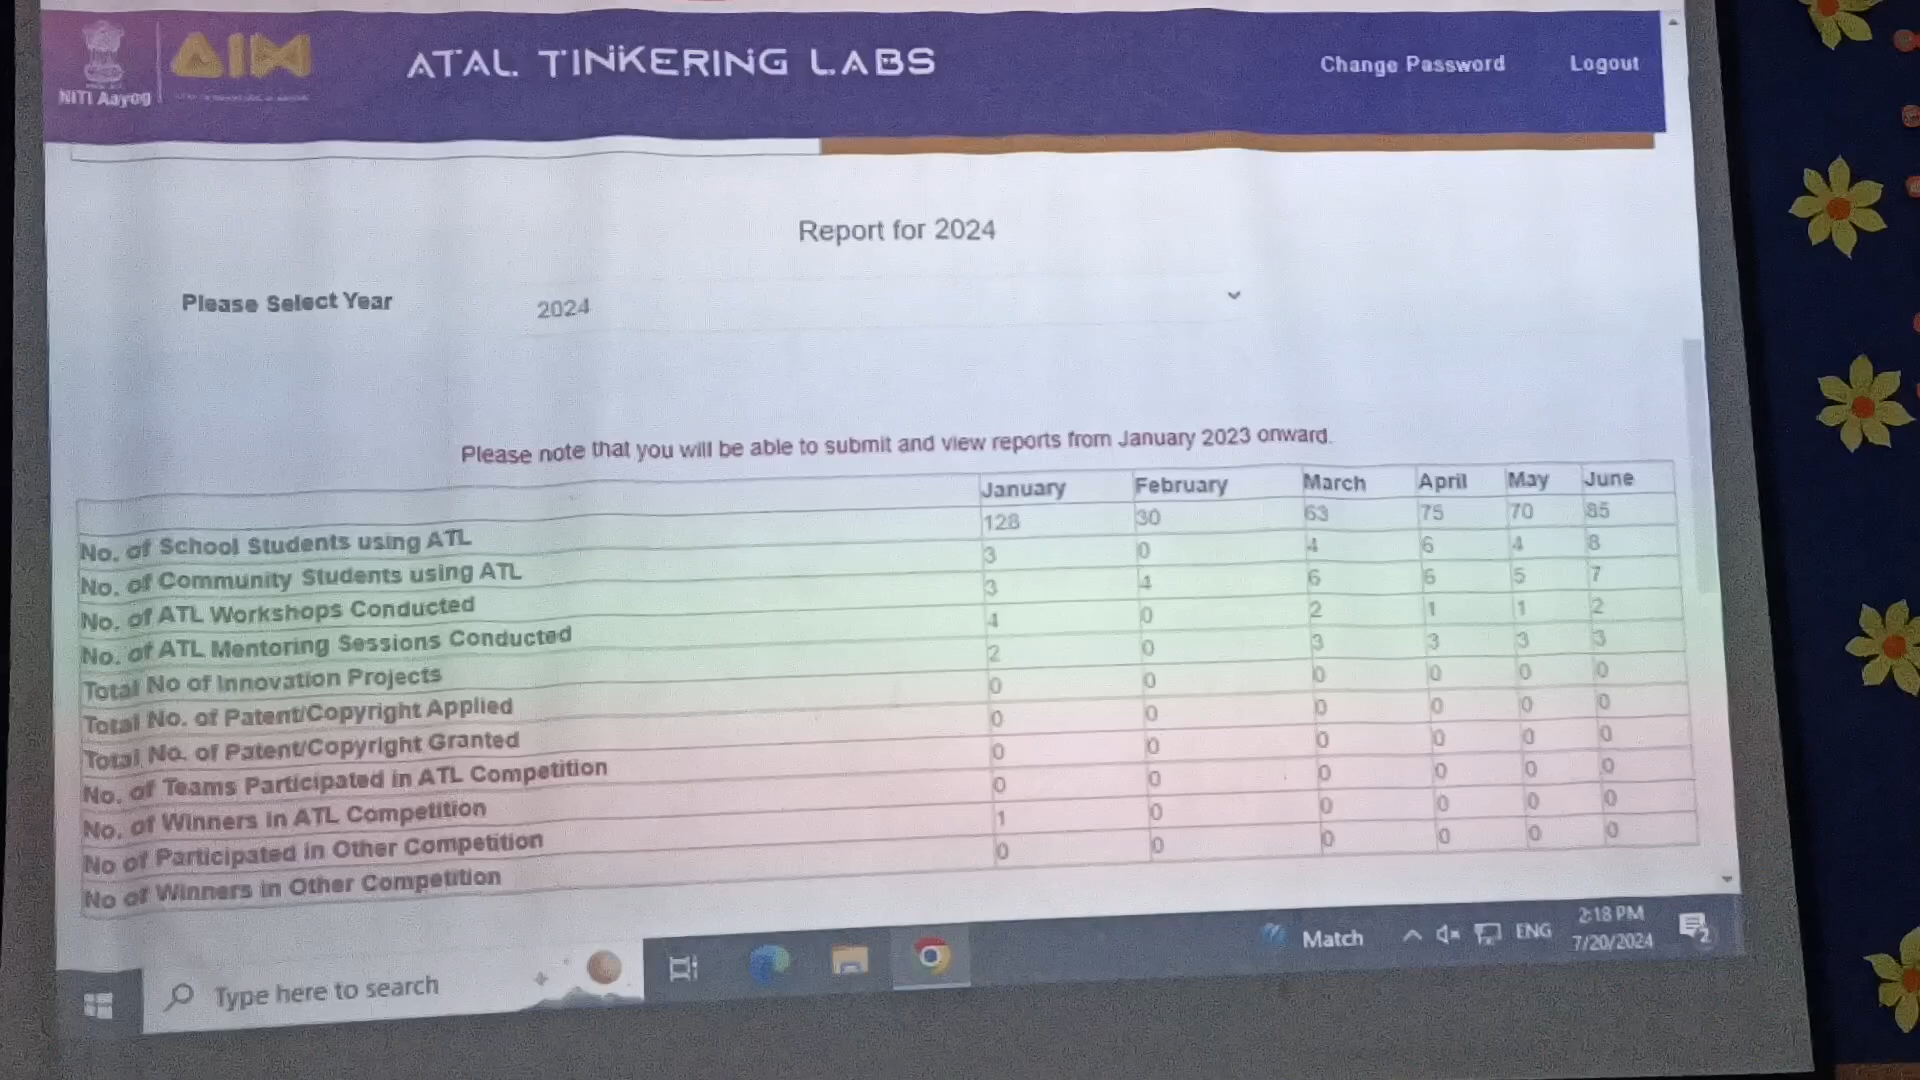 NITI Aayog
AIM
ATAL TINKERING LABS
Change Password
Logout
Report for 2024
Please Select Year
2024
Please note that you will be able to submit and view reports from January 2023 onward.
January February March April May June
No. of School Students using ATL 128 30 63 75 70 85
No. of Community Students using ATL 3 0 4 6 4 8
No. of ATL Workshops Conducted 3 4 6 6 5 7
No. of ATL Mentoring Sessions Conducted 4 0 2 1 1 2
Total No of Innovation Projects 2 0 3 3 3 3
Total No. of Patent/Copyright Applied 0 0 0 0 0 0
Total No. of Patent/Copyright Granted 0 0 0 0 0 0
No. of Teams Participated in ATL Competition 0 0 0 0 0 0
No. of Winners in ATL Competition 0 0 0 0 0 0
No of Participated in Other Competition 1 0 0 0 0 0
No of Winners in Other Competition 0 0 0 0 0 0
Type here to search
Match
ENG
2:18 PM
7/20/2024
2